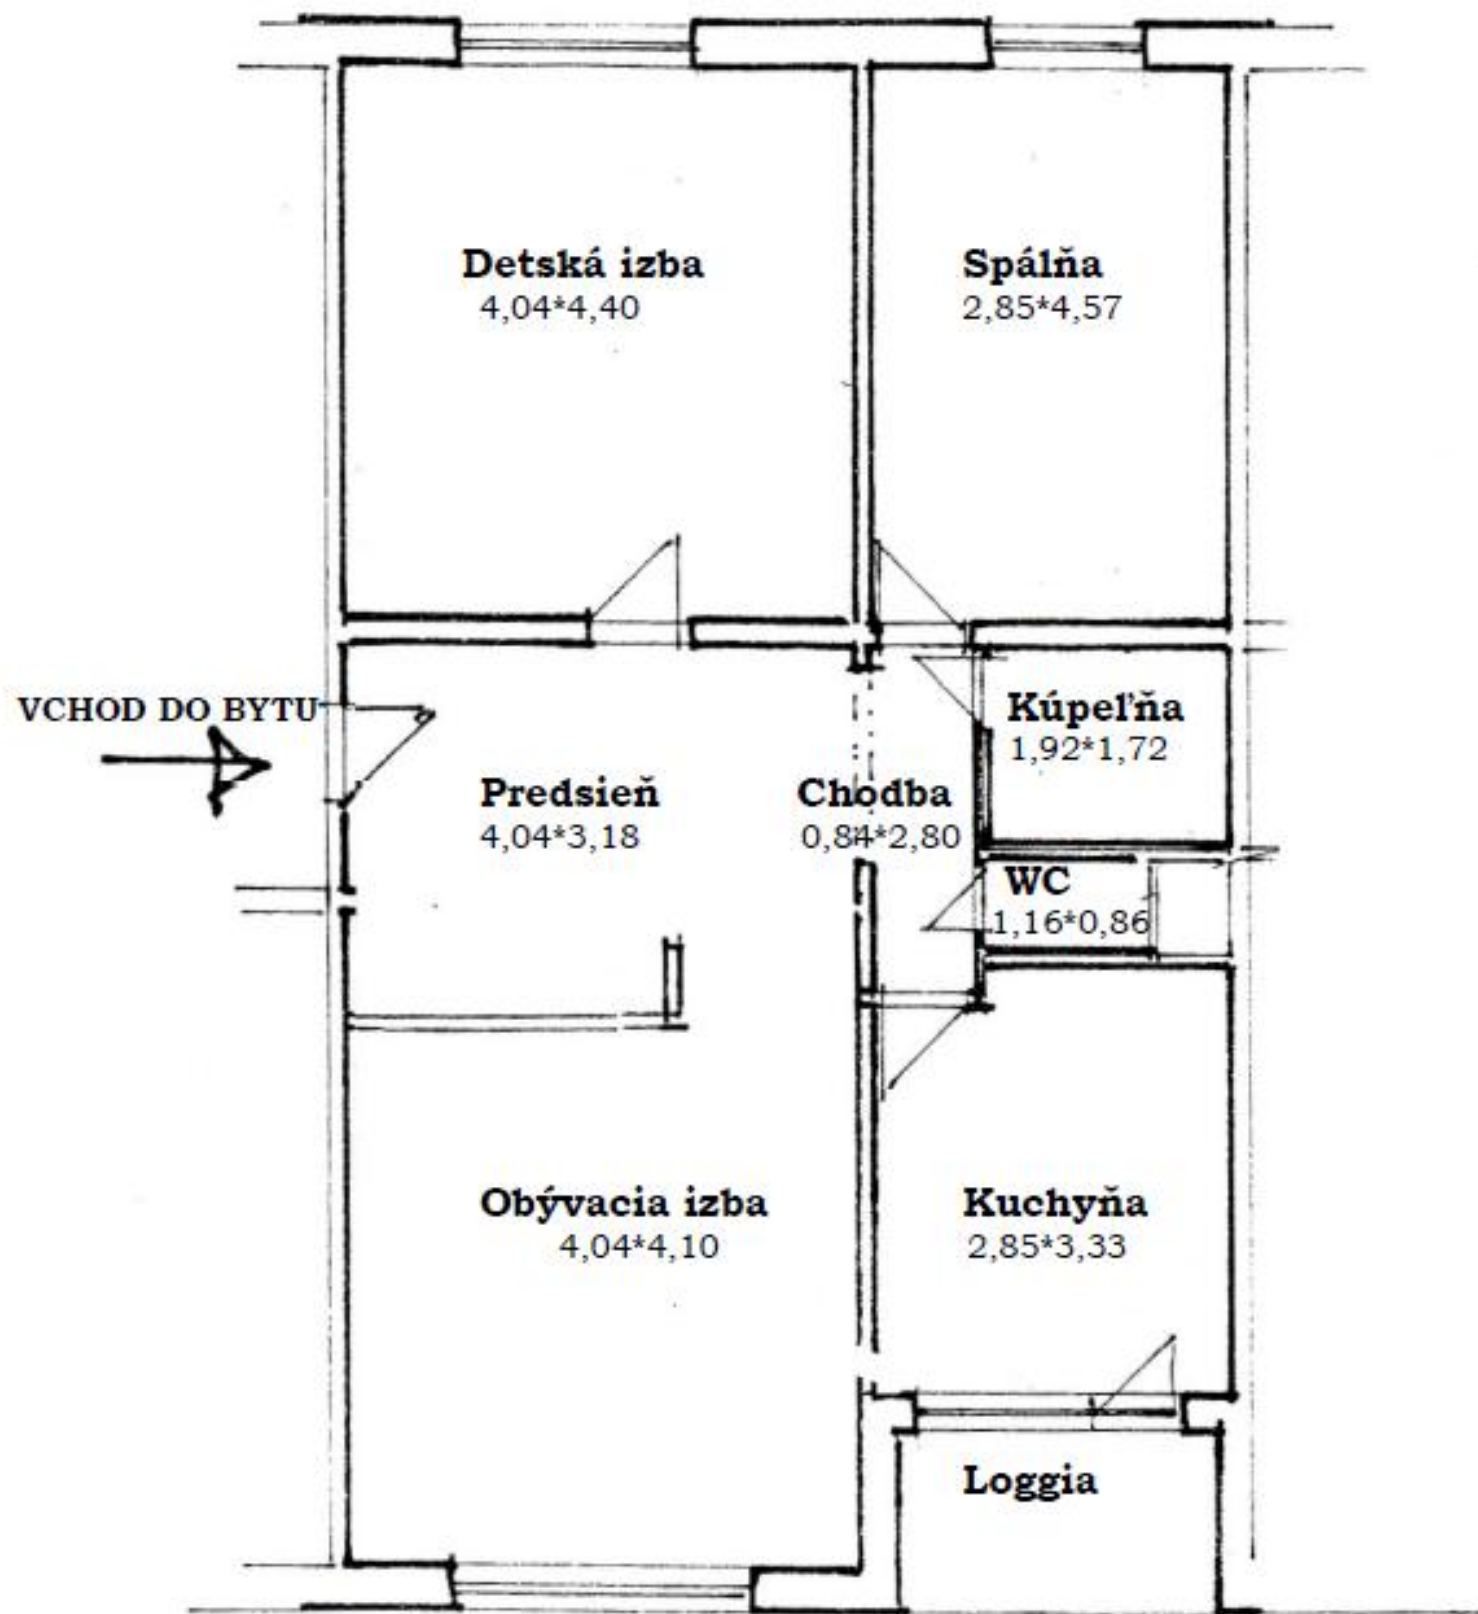 Detská izba
4,04*4,40
Spálňa
2,85*4,57
VCHOD DO BYTU
Kúpeľňa
1,92*1,72
Predsieň
4,04*3,18
Chodba
0,84*2,80
WC
1,16*0,86
Obývacia izba
4,04*4,10
Kuchyňa
2,85*3,33
Loggia